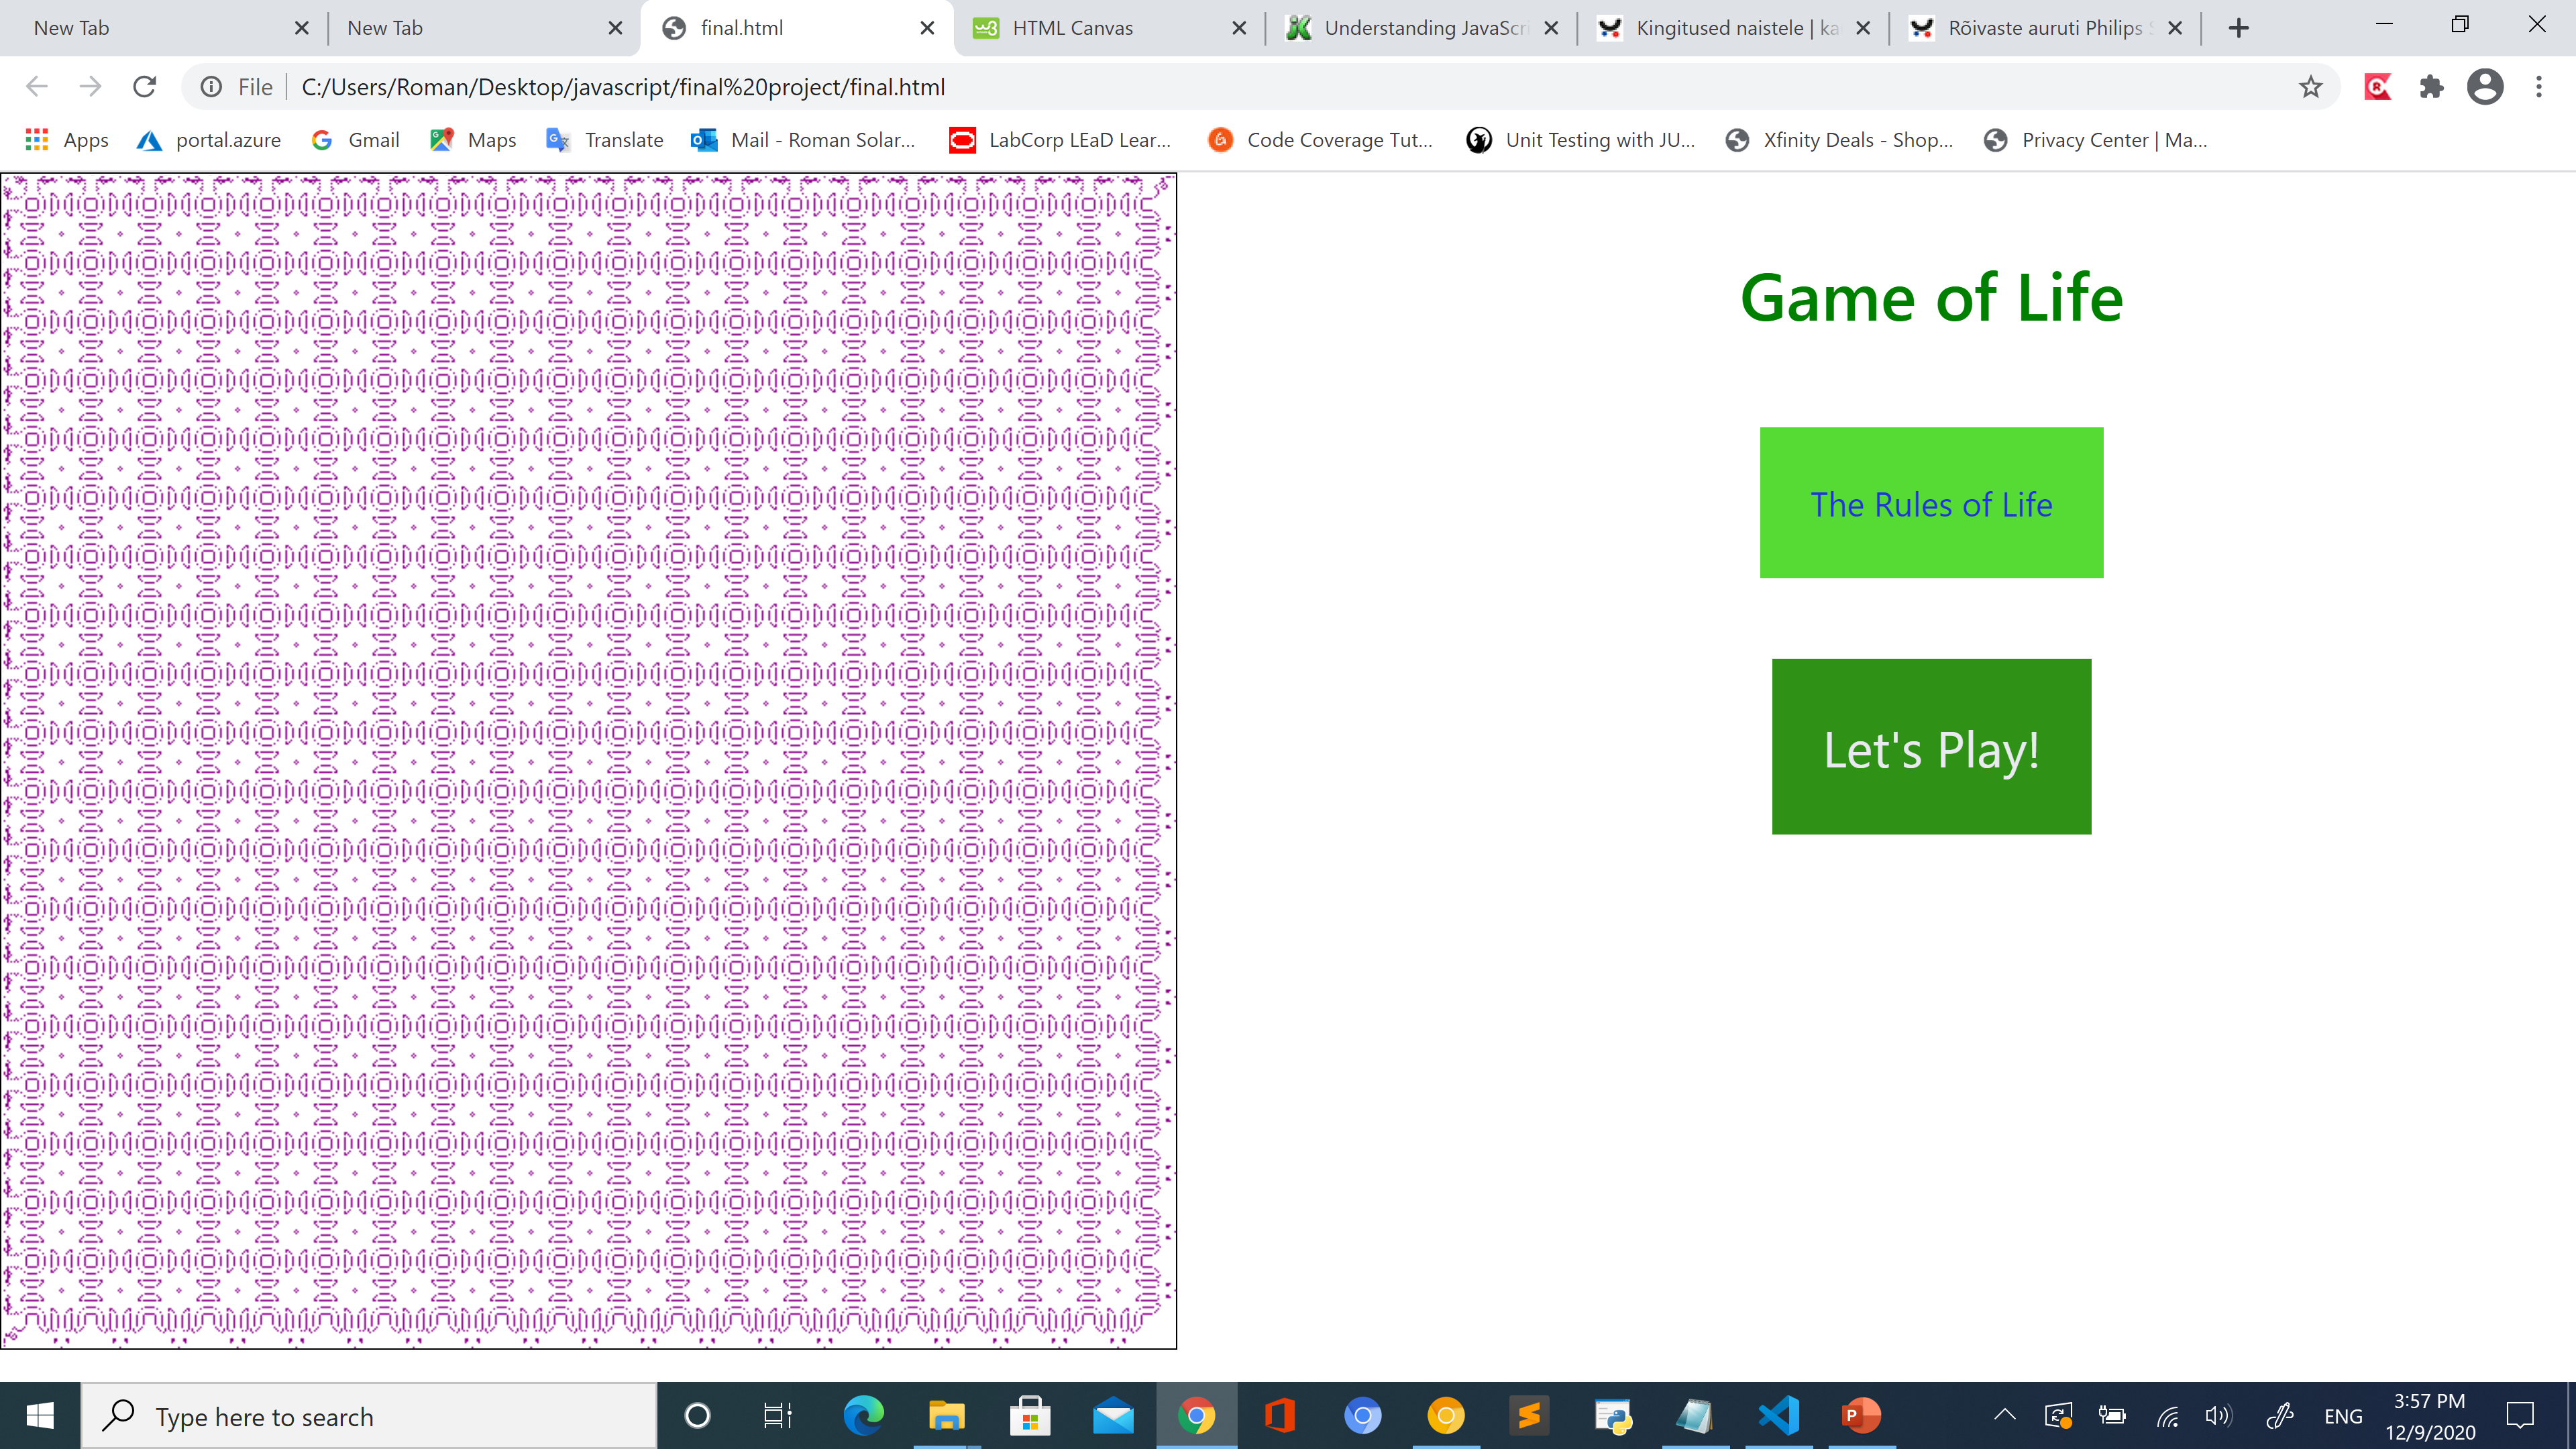 New Tab
New Tab
final.html
HTML Canvas
Understanding JavaScri
Kingitused naistele | ka
Rõivaste auruti Philips S
File
C:/Users/Roman/Desktop/javascript/final%20project/final.html
Apps
portal.azure
Gmail
Maps
Translate
Mail - Roman Solar...
LabCorp LEaD Lear...
Code Coverage Tut...
Unit Testing with JU...
Xfinity Deals - Shop...
Privacy Center | Ma...
Game of Life
The Rules of Life
Let's Play!
Type here to search
ENG
3:57 PM
12/9/2020